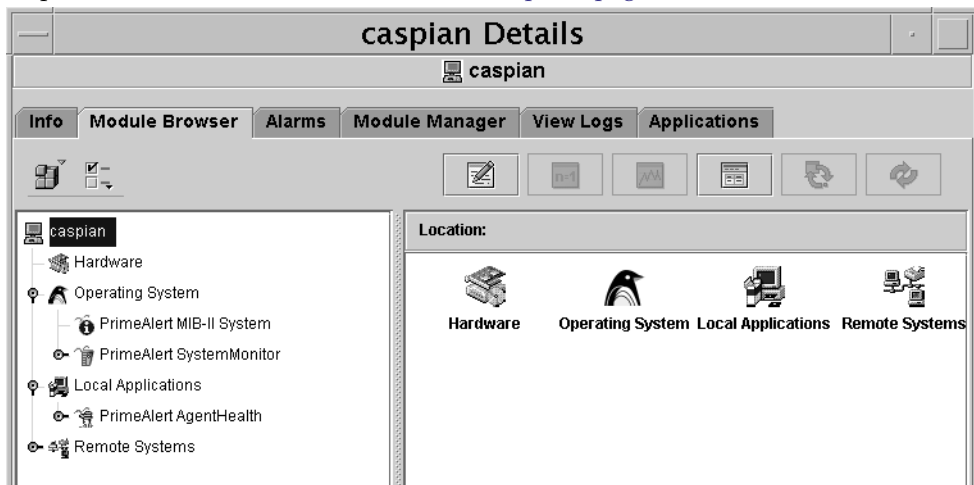 caspian Details
caspian
Info Module Browser Alarms Module Manager View Logs Applications
n-1
caspian
Hardware
Operating System
PrimeAlert MIB-II System
PrimeAlert SystemMonitor
Local Applications
PrimeAlert AgentHealth
Remote Systems
Location:
Hardware Operating System Local Applications Remote Systems